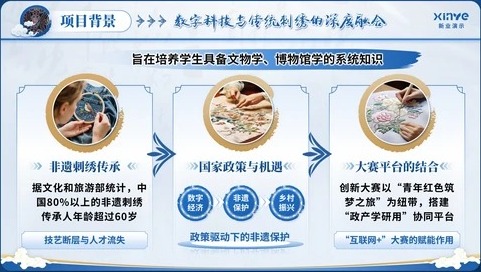 项目背景
数字科技与传统刺绣的深度融合
xinye
新业演示
旨在培养学生具备文物学、博物馆学的系统知识
非遗刺绣传承
据文化和旅游部统计，中
国80%以上的非遗刺绣
传承人年龄超过60岁
技艺断层与人才流失
国家政策与机遇
数字
经济
非遗
保护
乡村
振兴
政策驱动下的非遗保护
大赛平台的结合
创新大赛以“青年红色筑
梦之旅”为纽带，搭建
“政产学研用”协同平台
“互联网+”大赛的赋能作用